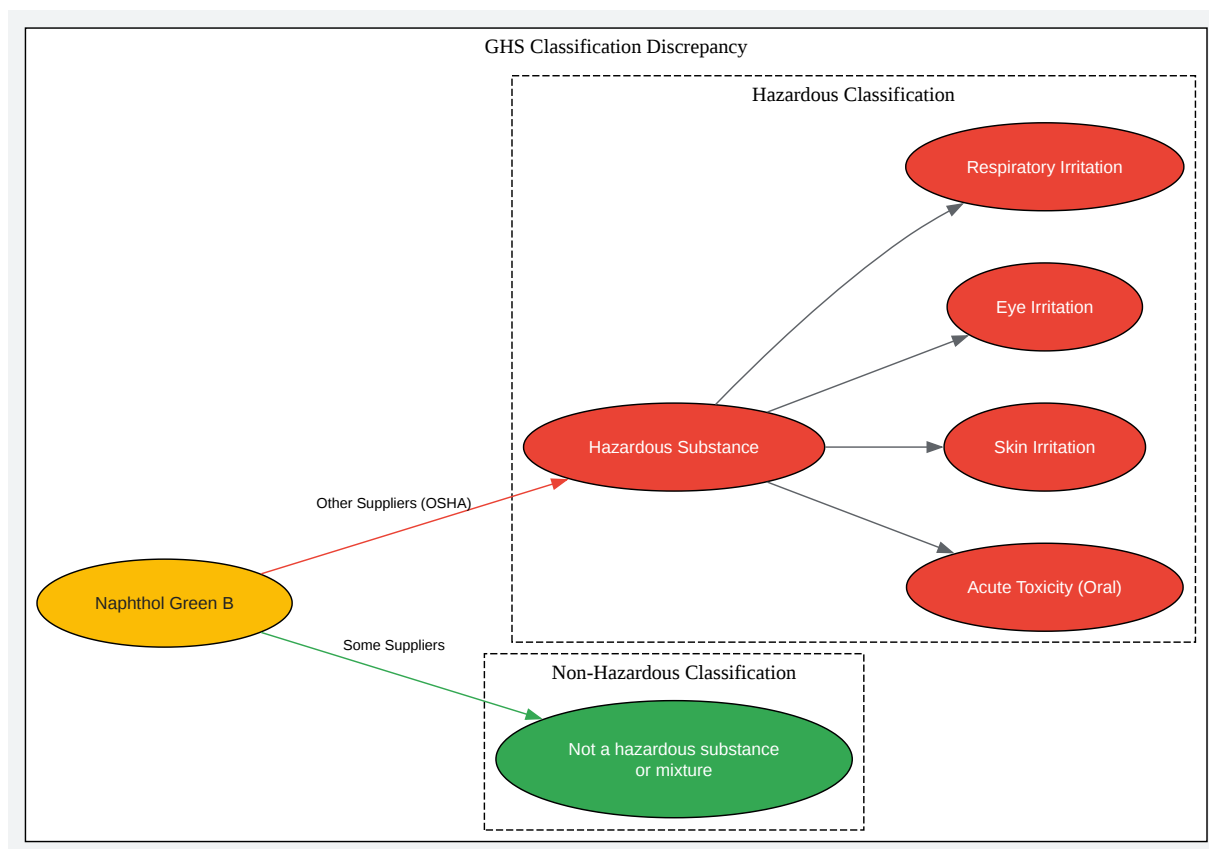 GHS Classification Discrepancy
Hazardous Classification
Respiratory Irritation
Eye Irritation
Hazardous Substance
Skin Irritation
Other Suppliers (OSHA)
Acute Toxicity (Oral)
Naphthol Green B
Some Suppliers
Non-Hazardous Classification
Not a hazardous substance
or mixture